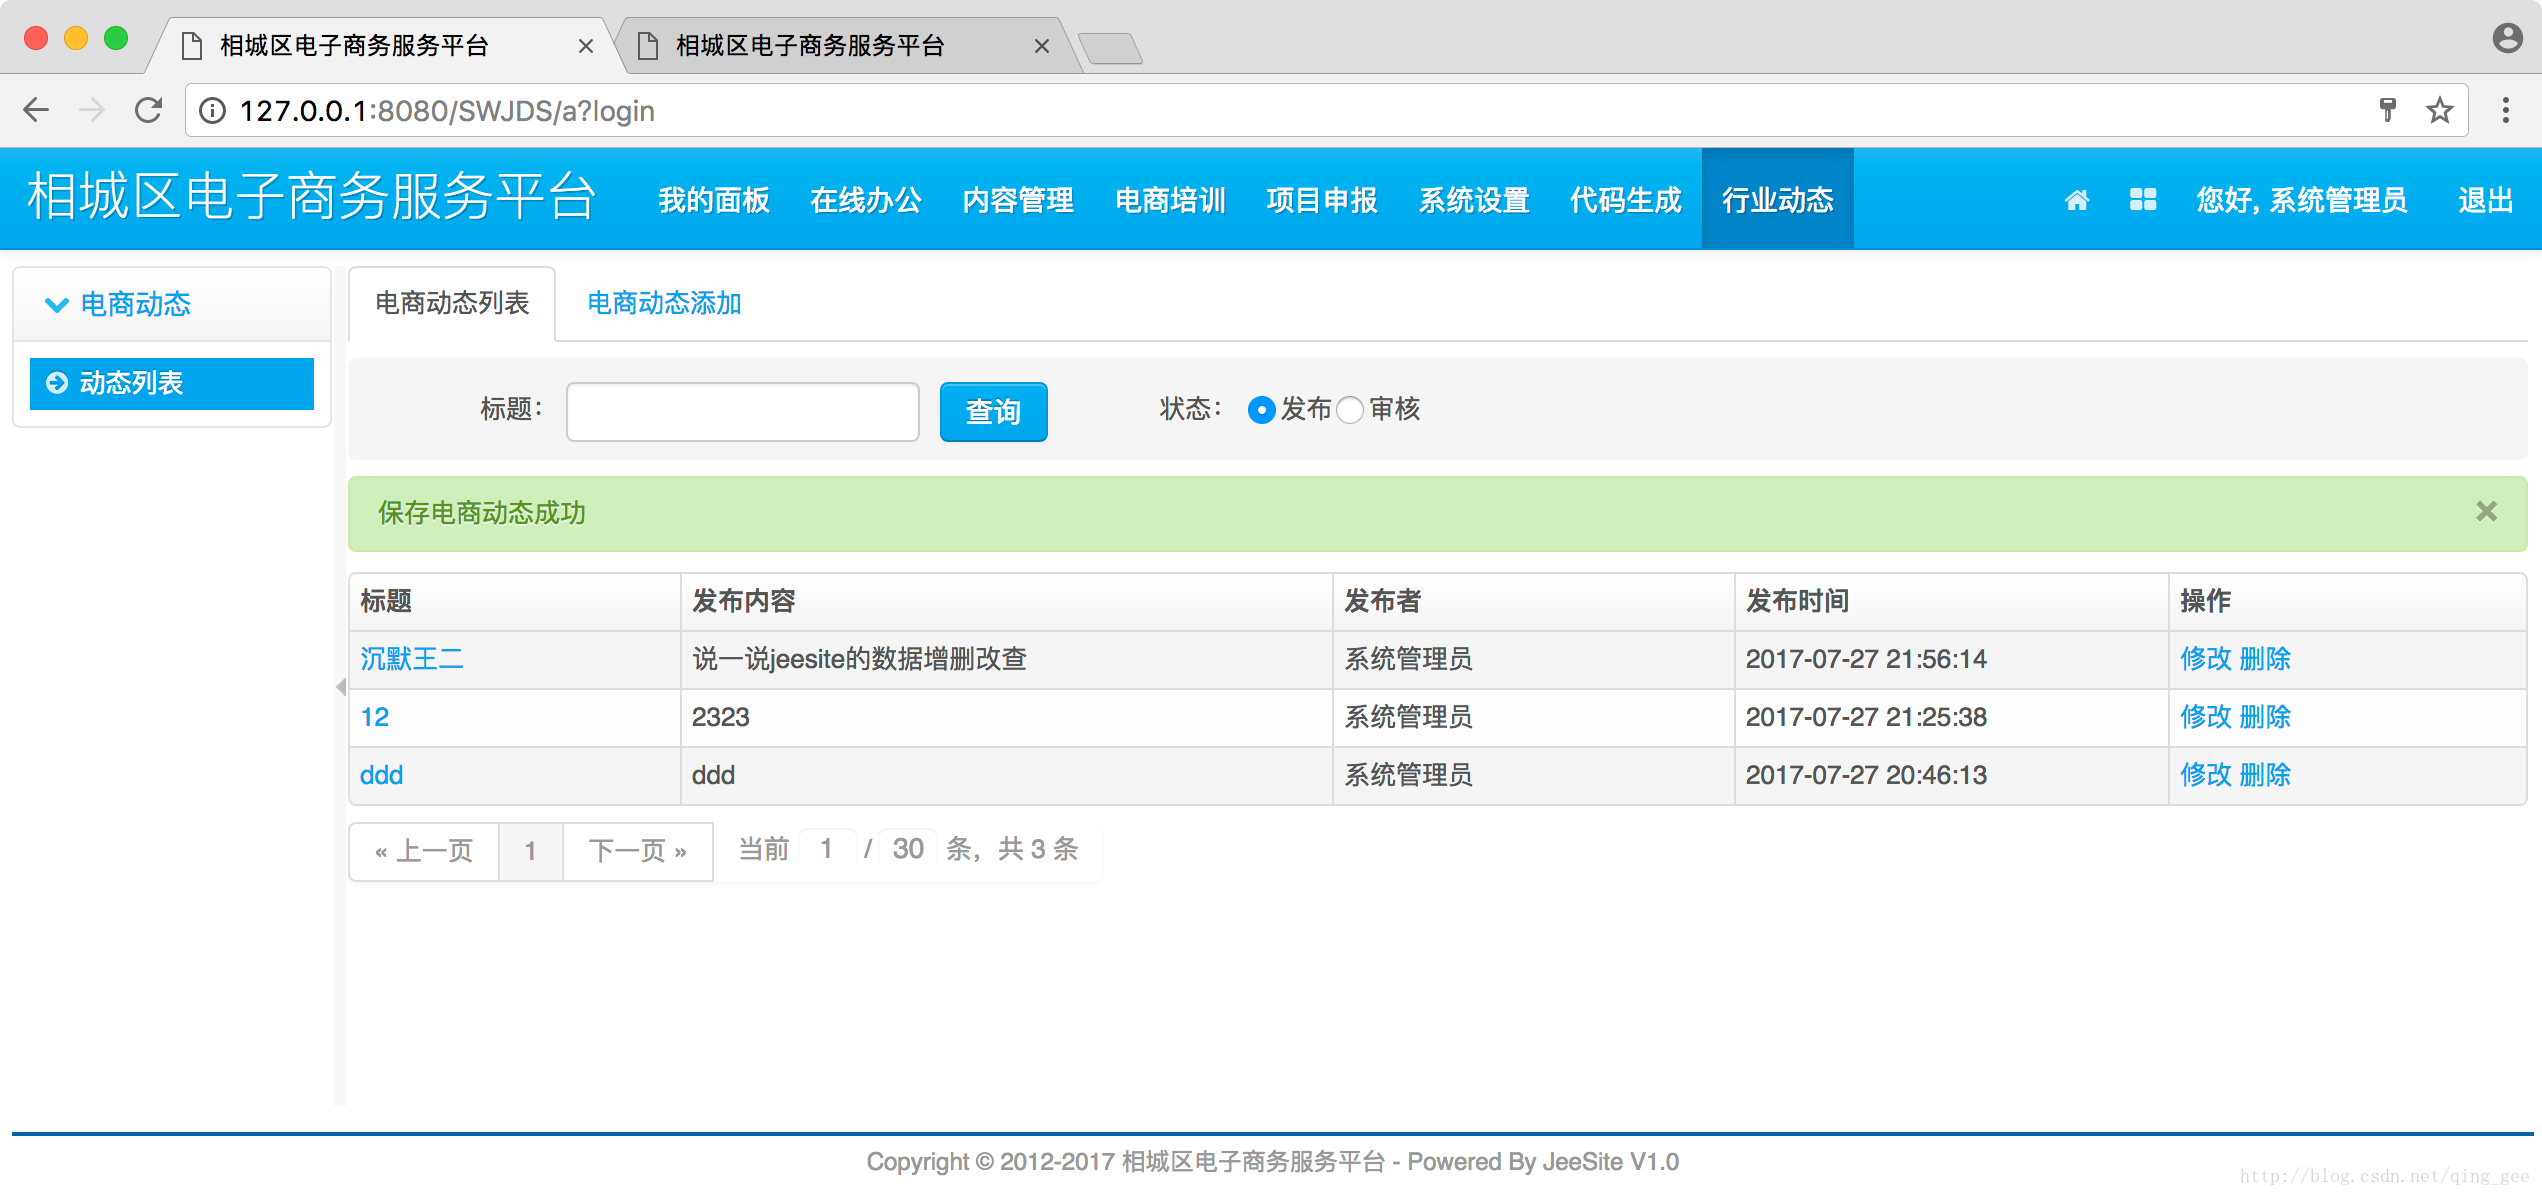 相城区电子商务服务平台 相城区电子商务服务平台
127.0.0.1:8080/SWJDS/a?login
相城区电子商务服务平台 我的面板 在线办公 内容管理 电商培训 项目申报 系统设置 代码生成 行业动态 您好, 系统管理员 退出
电商动态 电商动态列表 电商动态添加
动态列表
标题： 查询 状态： 发布 审核
保存电商动态成功
标题 发布内容 发布者 发布时间 操作
沉默王二 说一说jeesite的数据增删改查 系统管理员 2017-07-27 21:56:14 修改 删除
12 2323 系统管理员 2017-07-27 21:25:38 修改 删除
ddd ddd 系统管理员 2017-07-27 20:46:13 修改 删除
« 上一页 1 下一页 » 当前 1 / 30 条，共 3 条
Copyright © 2012-2017 相城区电子商务服务平台 - Powered By JeeSite V1.0
http://blog.csdn.net/qing_gee